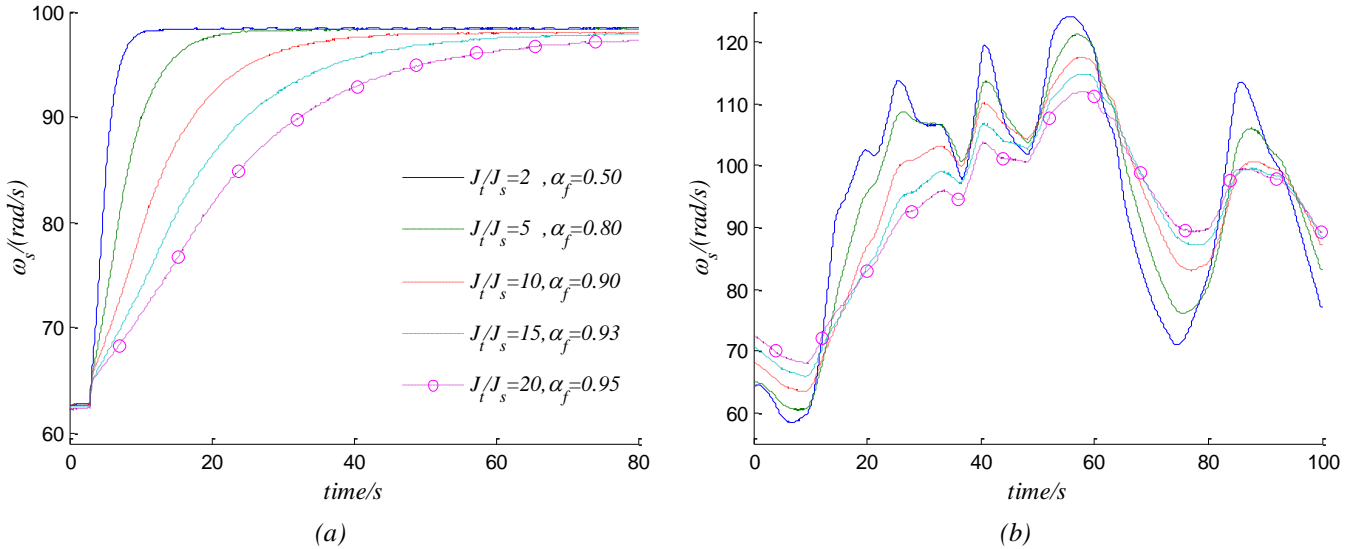 100
90
80
70
60
ω_s/(rad/s)
0
20
40
60
80
time/s
J_t/J_s=2 ,α_f=0.50
J_t/J_s=5 ,α_f=0.80
J_t/J_s=10,α_f=0.90
J_t/J_s=15,α_f=0.93
J_t/J_s=20,α_f=0.95
(a)
120
110
100
90
80
70
60
ω_s/(rad/s)
0
20
40
60
80
100
time/s
(b)